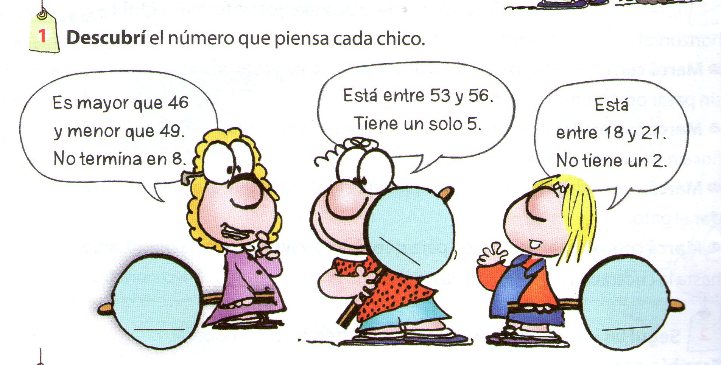 1 Descubrí el número que piensa cada chico.
Es mayor que 46
y menor que 49.
No termina en 8.
Está entre 53 y 56.
Tiene un solo 5.
Está
entre 18 y 21.
No tiene un 2.